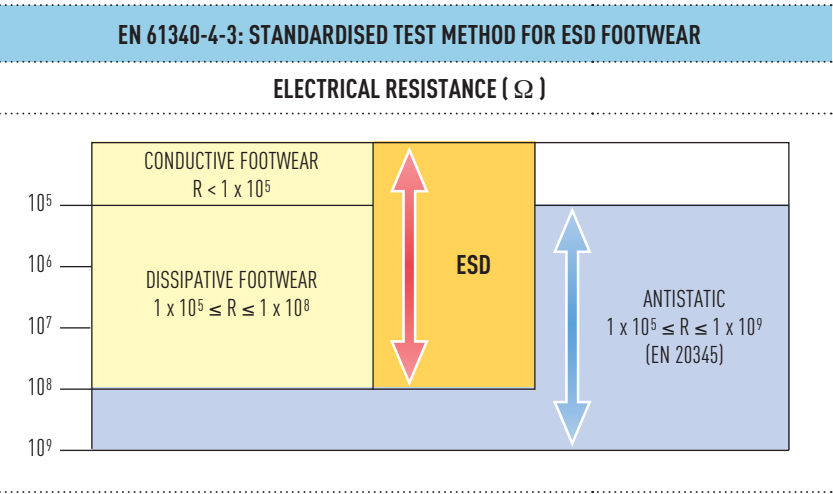 EN 61340-4-3: STANDARDISED TEST METHOD FOR ESD FOOTWEAR
ELECTRICAL RESISTANCE ( Ω )
CONDUCTIVE FOOTWEAR
R < 1 x 10⁵
10⁵
10⁶
10⁷
10⁸
10⁹
DISSIPATIVE FOOTWEAR
1 x 10⁵ ≤ R ≤ 1 x 10⁸
ESD
ANTISTATIC
1 x 10⁵ ≤ R ≤ 1 x 10⁹
(EN 20345)